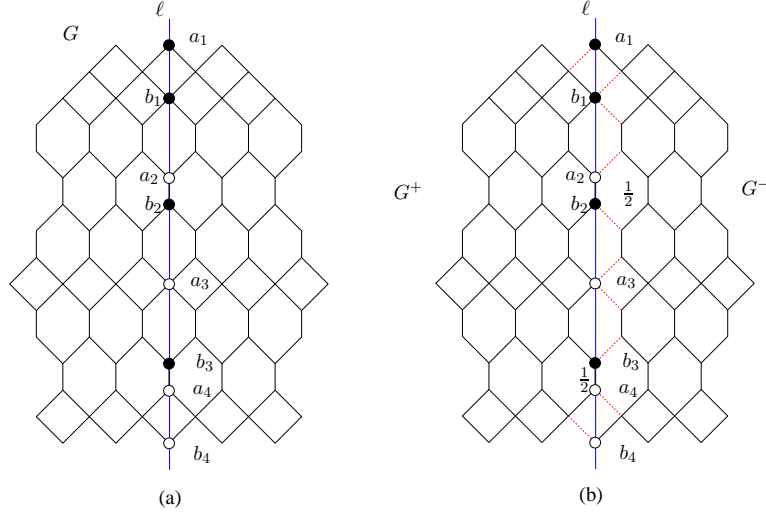 G
ℓ
a₁
b₁
a₂
b₂
a₃
b₃
a₄
b₄
(a)
ℓ
a₁
b₁
a₂
½
b₂
G⁺
G⁻
a₃
b₃
½
a₄
b₄
(b)